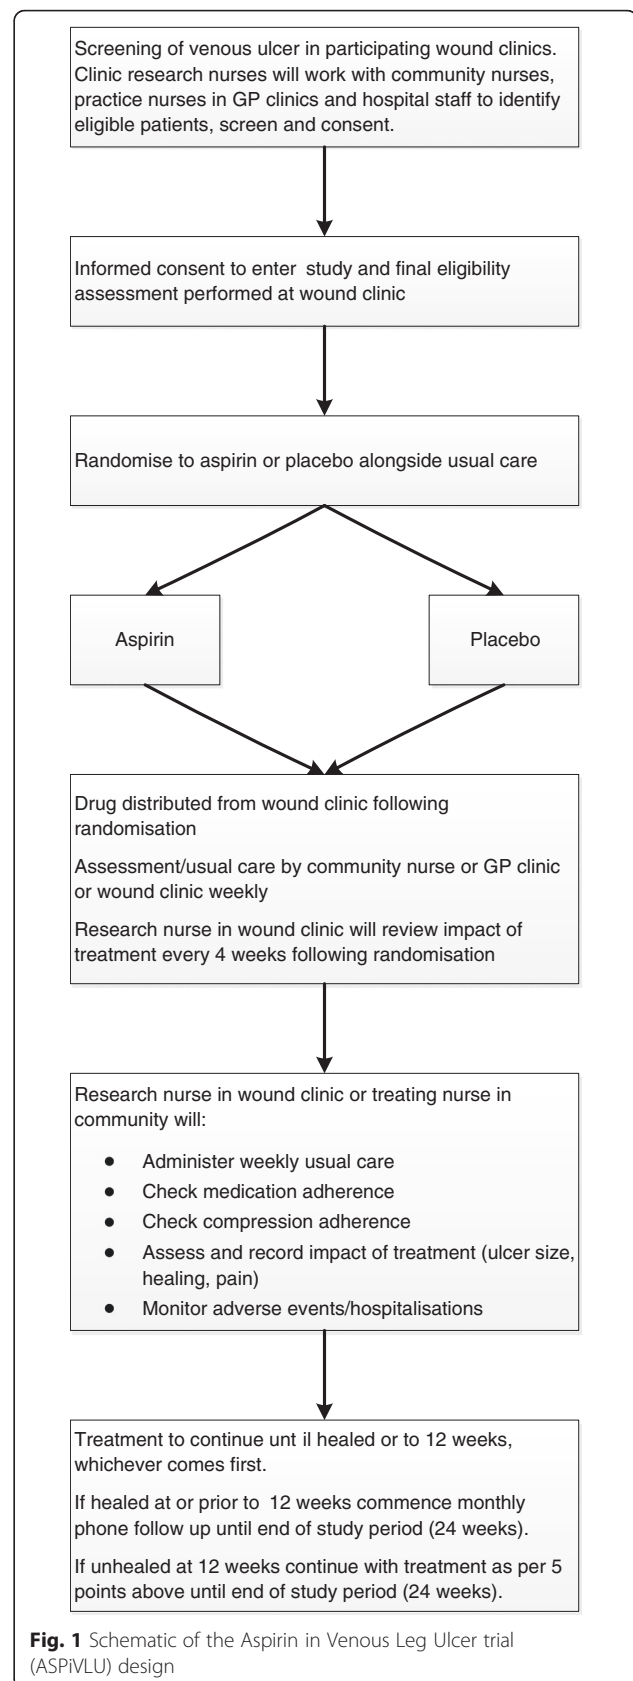 Screening of venous ulcer in participating wound clinics.
Clinic research nurses will work with community nurses,
practice nurses in GP clinics and hospital staff to identify
eligible patients, screen and consent.
Informed consent to enter study and final eligibility
assessment performed at wound clinic
Randomise to aspirin or placebo alongside usual care
Aspirin
Placebo
Drug distributed from wound clinic following
randomisation
Assessment/usual care by community nurse or GP clinic
or wound clinic weekly
Research nurse in wound clinic will review impact of
treatment every 4 weeks following randomisation
Research nurse in wound clinic or treating nurse in
community will:
● Administer weekly usual care
● Check medication adherence
● Check compression adherence
● Assess and record impact of treatment (ulcer size,
healing, pain)
● Monitor adverse events/hospitalisations
Treatment to continue unt il healed or to 12 weeks,
whichever comes first.
If healed at or prior to 12 weeks commence monthly
phone follow up until end of study period (24 weeks).
If unhealed at 12 weeks continue with treatment as per 5
points above until end of study period (24 weeks).
Fig. 1 Schematic of the Aspirin in Venous Leg Ulcer trial
(ASPiVLU) design